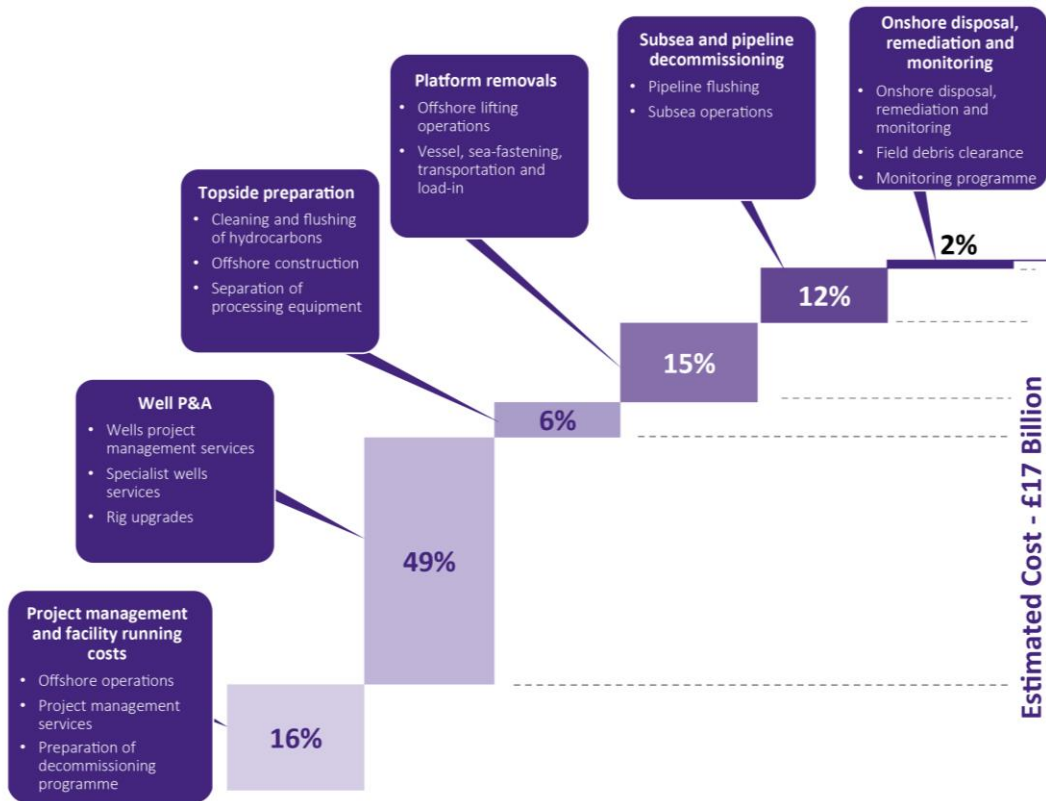 Project management
and facility running
costs
• Offshore operations
• Project management
services
• Preparation of
decommissioning
programme
16%
Well P&A
• Wells project
management services
• Specialist wells
services
• Rig upgrades
49%
Topside preparation
• Cleaning and flushing
of hydrocarbons
• Offshore construction
• Separation of
processing equipment
6%
Platform removals
• Offshore lifting
operations
• Vessel, sea-fastening,
transportation and
load-in
15%
Subsea and pipeline
decommissioning
• Pipeline flushing
• Subsea operations
12%
Onshore disposal,
remediation and
monitoring
• Onshore disposal,
remediation and
monitoring
• Field debris clearance
• Monitoring programme
2%
Estimated Cost - £17 Billion